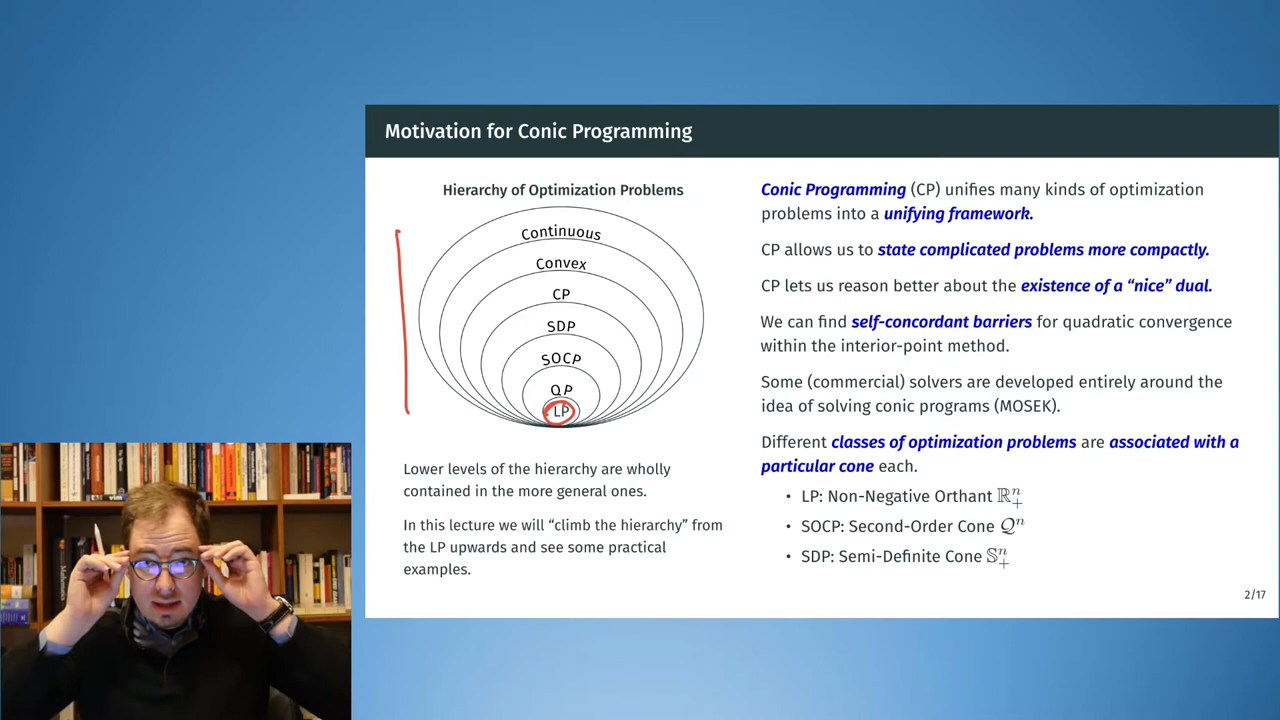 Motivation for Conic Programming
Hierarchy of Optimization Problems
Continuous
Convex
CP
SDP
SOCP
QP
LP
Lower levels of the hierarchy are wholly
contained in the more general ones.
In this lecture we will “climb the hierarchy” from
the LP upwards and see some practical
examples.
Conic Programming (CP) unifies many kinds of optimization
problems into a unifying framework.
CP allows us to state complicated problems more compactly.
CP lets us reason better about the existence of a “nice” dual.
We can find self-concordant barriers for quadratic convergence
within the interior-point method.
Some (commercial) solvers are developed entirely around the
idea of solving conic programs (MOSEK).
Different classes of optimization problems are associated with a
particular cone each.
• LP: Non-Negative Orthant ℝⁿ₊
• SOCP: Second-Order Cone 𝒬ⁿ
• SDP: Semi-Definite Cone 𝕊ⁿ₊
2/17